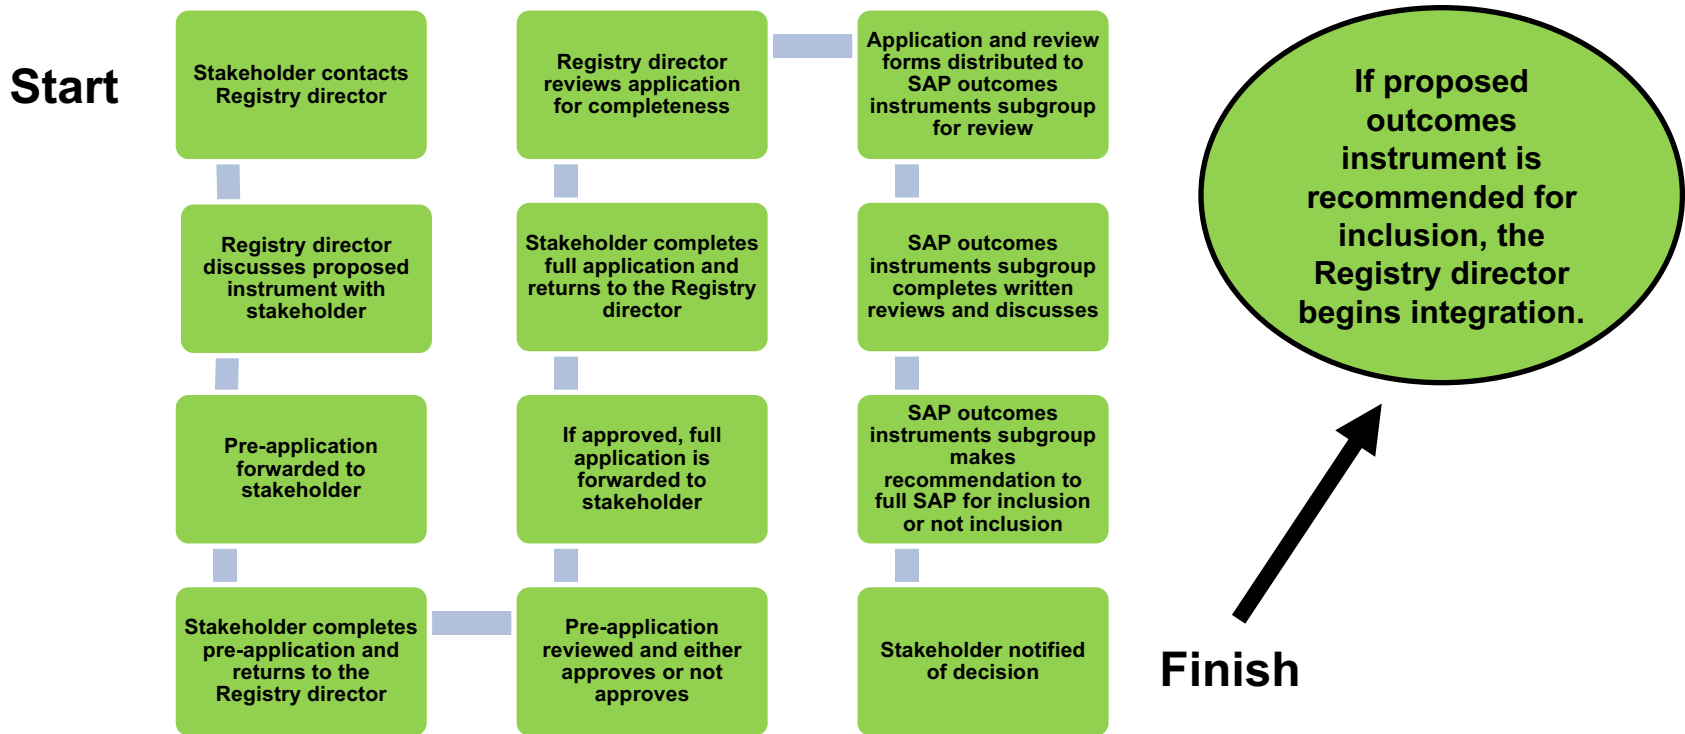 Start
Stakeholder contacts
Registry director
Registry director
discusses proposed
instrument with
stakeholder
Pre-application
forwarded to
stakeholder
Stakeholder completes
pre-application and
returns to the
Registry director
Pre-application
reviewed and either
approves or not
approves
If approved, full
application is
forwarded to
stakeholder
Stakeholder completes
full application and
returns to the Registry
director
Registry director
reviews application
for completeness
Application and review
forms distributed to
SAP outcomes
instruments subgroup
for review
SAP outcomes
instruments subgroup
completes written
reviews and discusses
SAP outcomes
instruments subgroup
makes
recommendation to
full SAP for inclusion
or not inclusion
Stakeholder notified
of decision
Finish
If proposed
outcomes
instrument is
recommended for
inclusion, the
Registry director
begins integration.